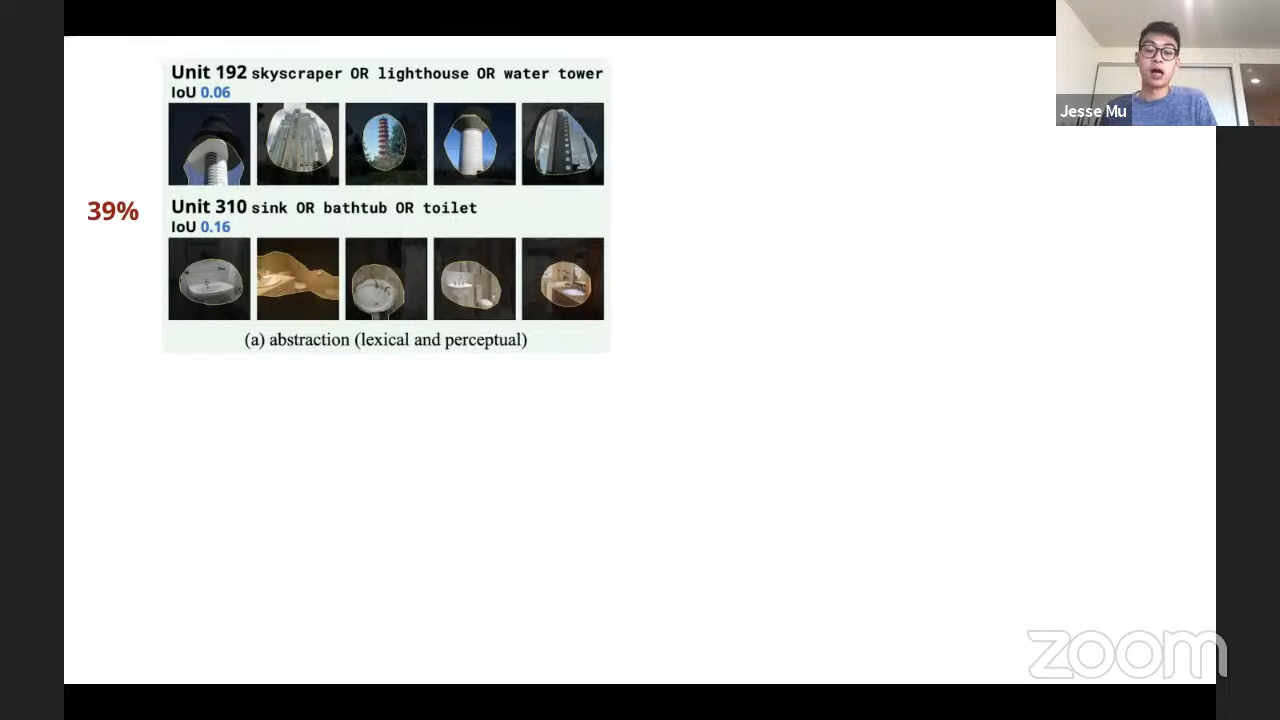 Unit 192 skyscraper OR lighthouse OR water tower
IoU 0.06
39%
Unit 310 sink OR bathtub OR toilet
IoU 0.16
(a) abstraction (lexical and perceptual)
Jesse Mu
zoom